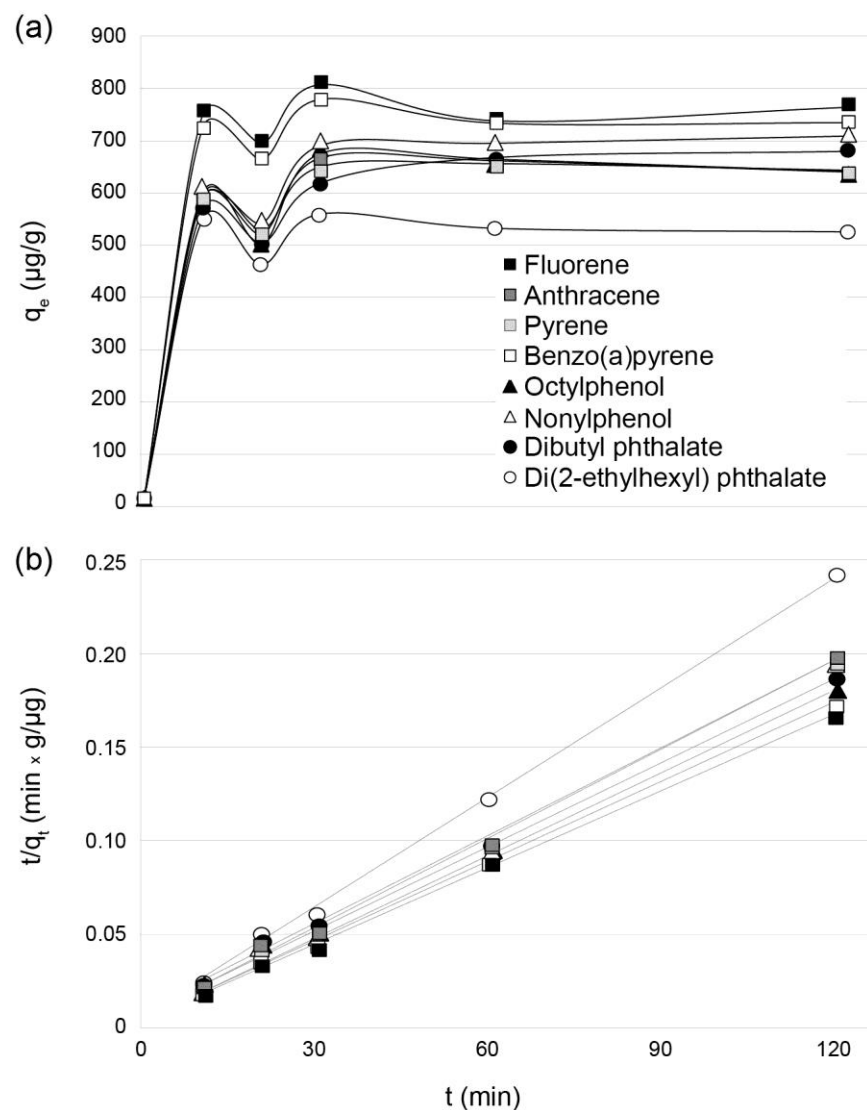 (a)
900
800
700
600
500
400
300
200
100
0
qₑ (µg/g)
Fluorene
Anthracene
Pyrene
Benzo(a)pyrene
Octylphenol
Nonylphenol
Dibutyl phthalate
Di(2-ethylhexyl) phthalate
(b)
0.25
0.20
0.15
0.10
0.05
0
t/qₜ (min × g/µg)
0 30 60 90 120
t (min)